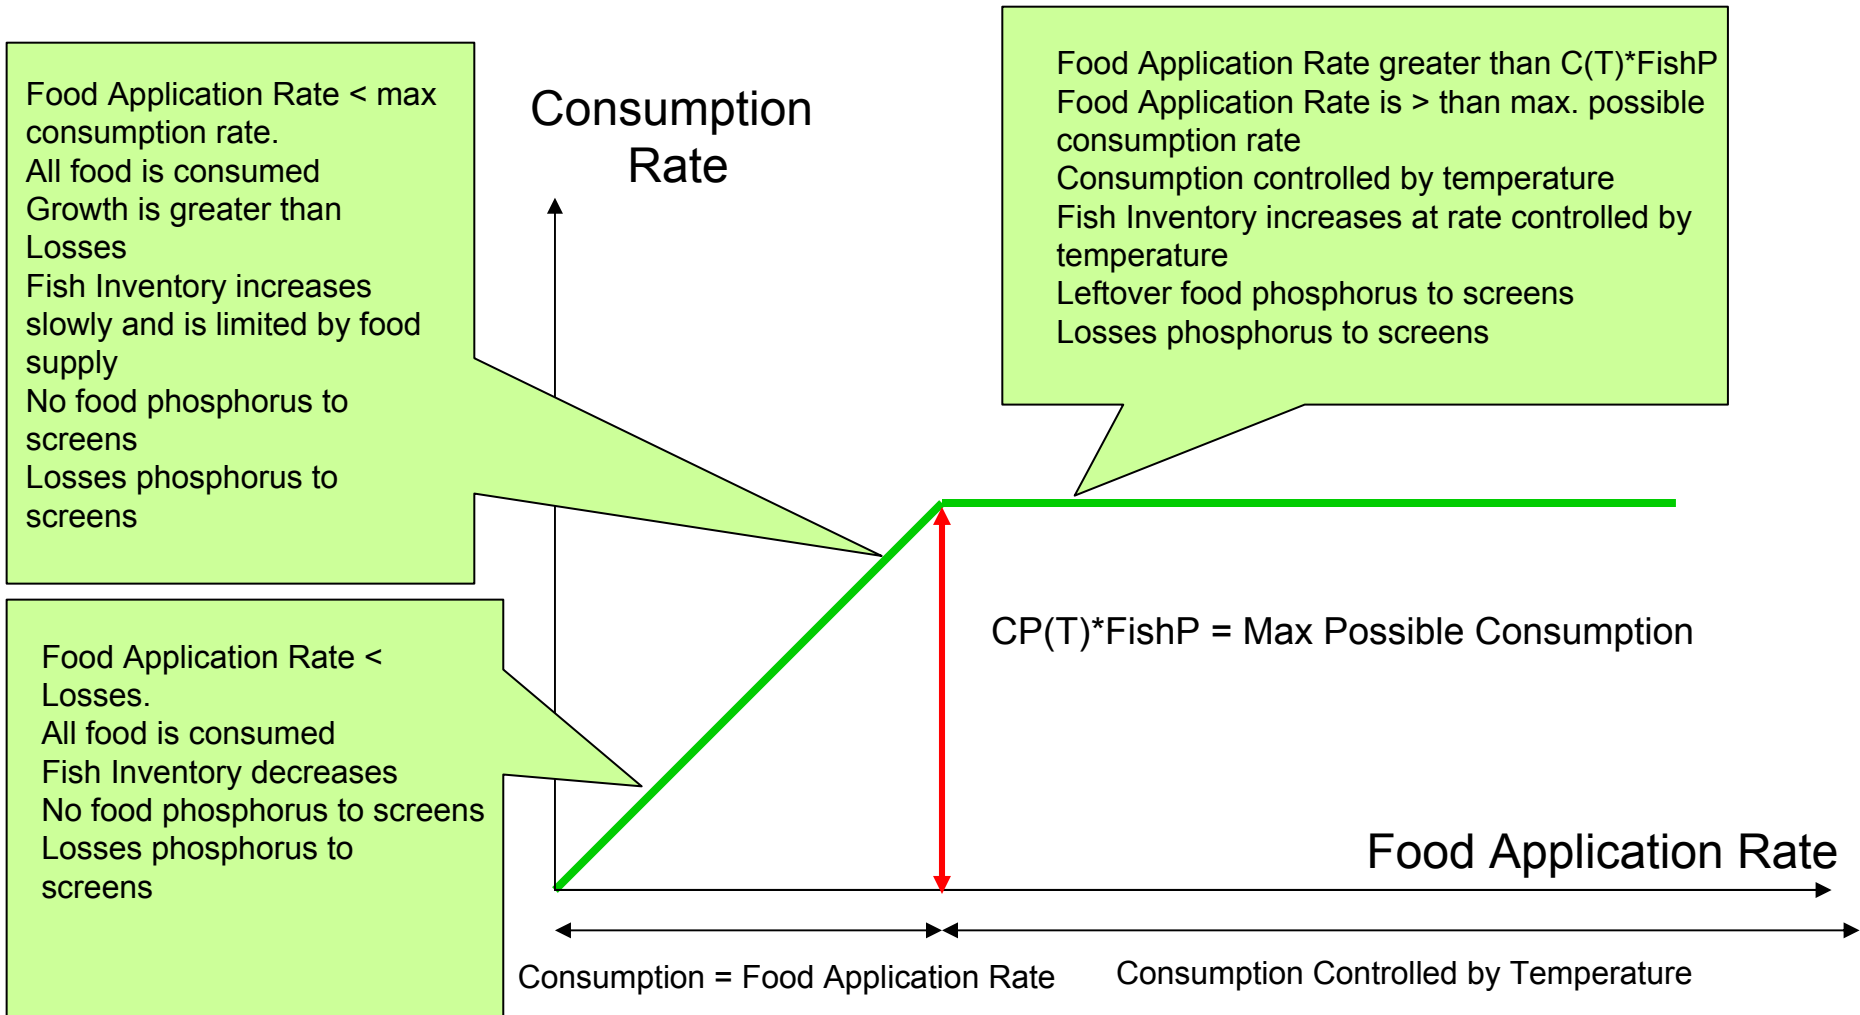 Food Application Rate < max
consumption rate.
All food is consumed
Growth is greater than
Losses
Fish Inventory increases
slowly and is limited by food
supply
No food phosphorus to
screens
Losses phosphorus to
screens
Consumption
Rate
Food Application Rate greater than C(T)*FishP
Food Application Rate is > than max. possible
consumption rate
Consumption controlled by temperature
Fish Inventory increases at rate controlled by
temperature
Leftover food phosphorus to screens
Losses phosphorus to screens
Food Application Rate <
Losses.
All food is consumed
Fish Inventory decreases
No food phosphorus to screens
Losses phosphorus to
screens
CP(T)*FishP = Max Possible Consumption
Food Application Rate
Consumption = Food Application Rate
Consumption Controlled by Temperature